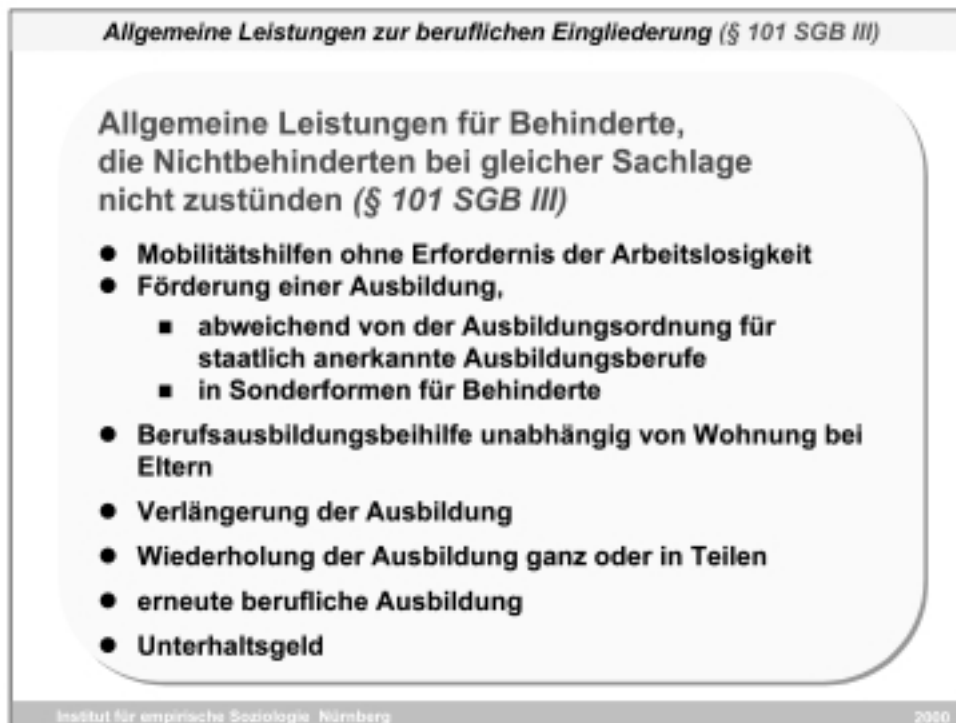 Allgemeine Leistungen zur beruflichen Eingliederung (§ 101 SGB III)
Allgemeine Leistungen für Behinderte,
die Nichtbehinderten bei gleicher Sachlage
nicht zustünden (§ 101 SGB III)
● Mobilitätshilfen ohne Erfordernis der Arbeitslosigkeit
● Förderung einer Ausbildung,
■ abweichend von der Ausbildungsordnung für
staatlich anerkannte Ausbildungsberufe
■ in Sonderformen für Behinderte
● Berufsausbildungsbeihilfe unabhängig von Wohnung bei
Eltern
● Verlängerung der Ausbildung
● Wiederholung der Ausbildung ganz oder in Teilen
● erneute berufliche Ausbildung
● Unterhaltsgeld
Institut für empirische Soziologie Nürnberg 2000